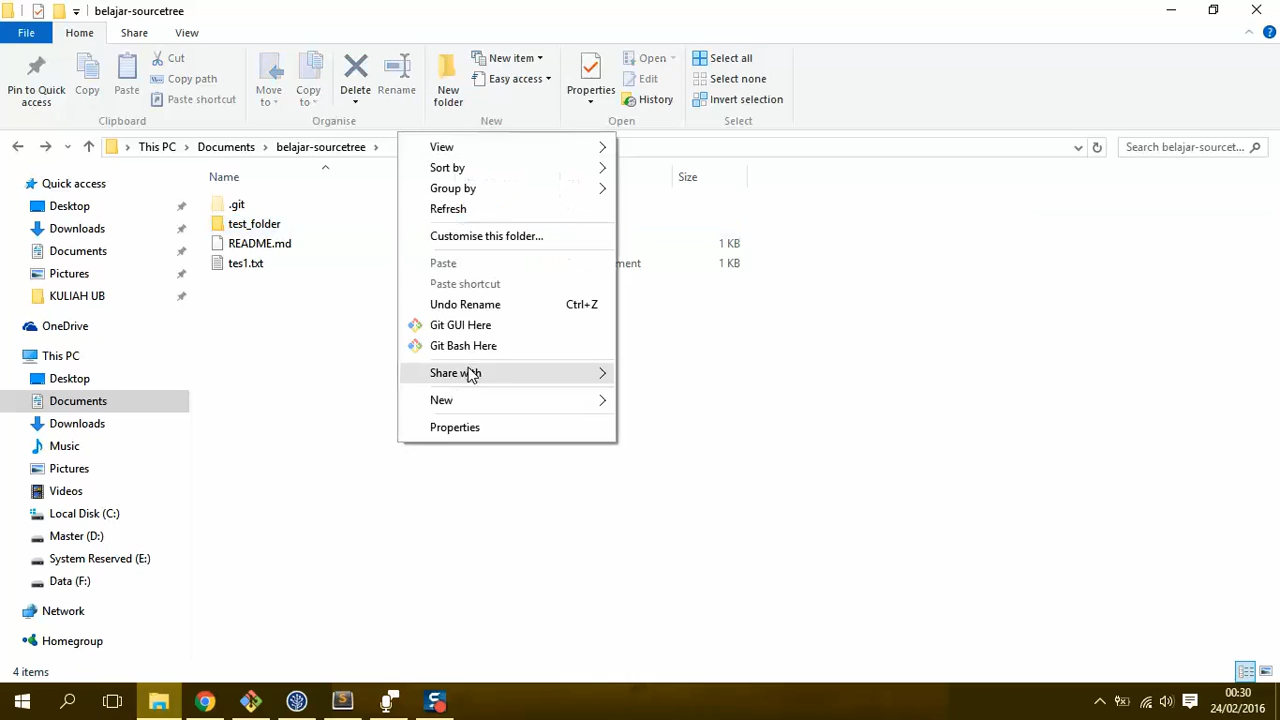 belajar-sourcetree
File Home Share View
Pin to Quick access
Copy
Paste
Cut
Copy path
Paste shortcut
Clipboard
Move to
Copy to
Delete
Rename
Organise
New folder
New item
Easy access
New
Properties
Open
Edit
History
Open
Select all
Select none
Invert selection
Select
This PC Documents belajar-sourcetree
Search belajar-sourcet...
Name
Size
.git
test_folder
README.md
1 KB
tes1.txt
ment
1 KB
Quick access
Desktop
Downloads
Documents
Pictures
KULIAH UB
OneDrive
This PC
Desktop
Documents
Downloads
Music
Pictures
Videos
Local Disk (C:)
Master (D:)
System Reserved (E:)
Data (F:)
Network
Homegroup
View
Sort by
Group by
Refresh
Customise this folder...
Paste
Paste shortcut
Undo Rename Ctrl+Z
Git GUI Here
Git Bash Here
Share with
New
Properties
4 items
00:30
24/02/2016